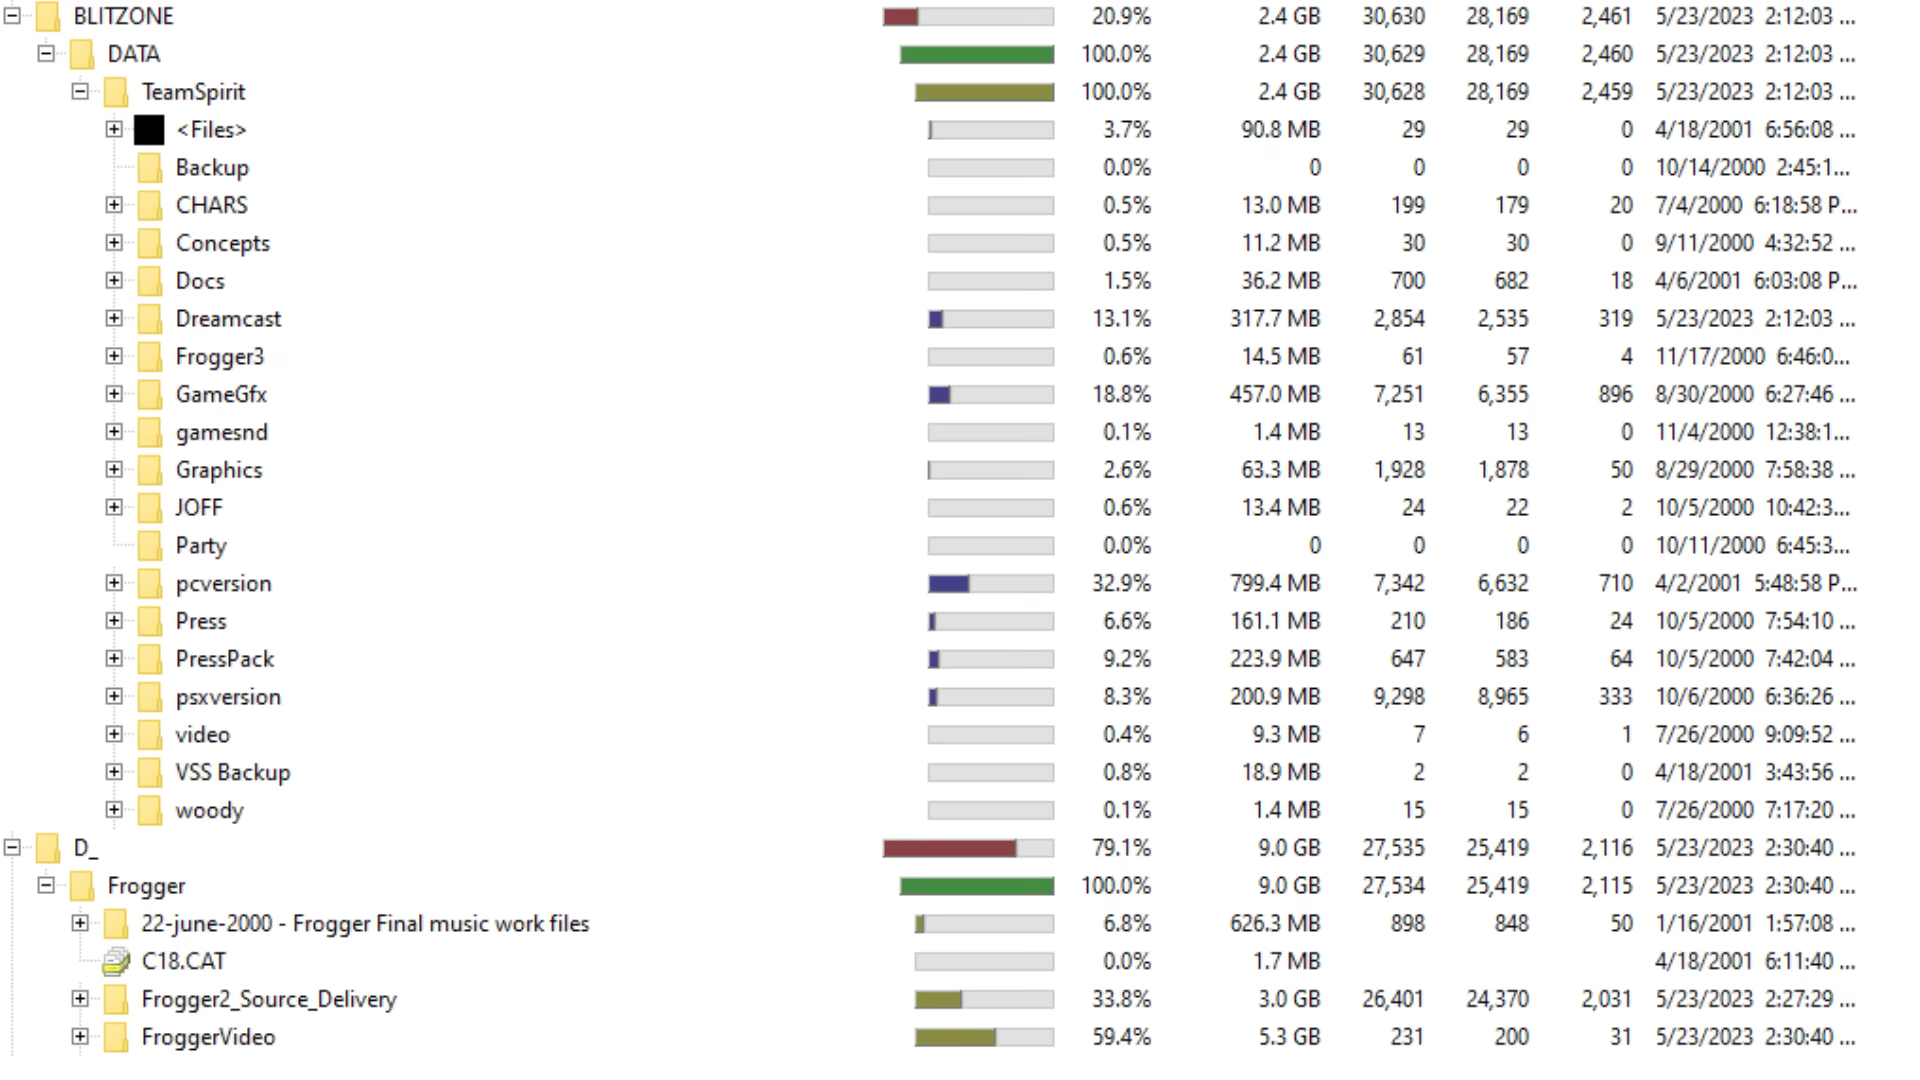 BLITZONE 20.9% 2.4 GB 30,630 28,169 2,461 5/23/2023 2:12:03 ...
DATA 100.0% 2.4 GB 30,629 28,169 2,460 5/23/2023 2:12:03 ...
TeamSpirit 100.0% 2.4 GB 30,628 28,169 2,459 5/23/2023 2:12:03 ...
<Files> 3.7% 90.8 MB 29 29 0 4/18/2001 6:56:08 ...
Backup 0.0% 0 0 0 0 10/14/2000 2:45:1...
CHARS 0.5% 13.0 MB 199 179 20 7/4/2000 6:18:58 P...
Concepts 0.5% 11.2 MB 30 30 0 9/11/2000 4:32:52 ...
Docs 1.5% 36.2 MB 700 682 18 4/6/2001 6:03:08 P...
Dreamcast 13.1% 317.7 MB 2,854 2,535 319 5/23/2023 2:12:03 ...
Frogger3 0.6% 14.5 MB 61 57 4 11/17/2000 6:46:0...
GameGfx 18.8% 457.0 MB 7,251 6,355 896 8/30/2000 6:27:46 ...
gamesnd 0.1% 1.4 MB 13 13 0 11/4/2000 12:38:1...
Graphics 2.6% 63.3 MB 1,928 1,878 50 8/29/2000 7:58:38 ...
JOFF 0.6% 13.4 MB 24 22 2 10/5/2000 10:42:3...
Party 0.0% 0 0 0 0 10/11/2000 6:45:3...
pcversion 32.9% 799.4 MB 7,342 6,632 710 4/2/2001 5:48:58 P...
Press 6.6% 161.1 MB 210 186 24 10/5/2000 7:54:10 ...
PressPack 9.2% 223.9 MB 647 583 64 10/5/2000 7:42:04 ...
psxversion 8.3% 200.9 MB 9,298 8,965 333 10/6/2000 6:36:26 ...
video 0.4% 9.3 MB 7 6 1 7/26/2000 9:09:52 ...
VSS Backup 0.8% 18.9 MB 2 2 0 4/18/2001 3:43:56 ...
woody 0.1% 1.4 MB 15 15 0 7/26/2000 7:17:20 ...
D_ 79.1% 9.0 GB 27,535 25,419 2,116 5/23/2023 2:30:40 ...
Frogger 100.0% 9.0 GB 27,534 25,419 2,115 5/23/2023 2:30:40 ...
22-june-2000 - Frogger Final music work files 6.8% 626.3 MB 898 848 50 1/16/2001 1:57:08 ...
C18.CAT 0.0% 1.7 MB 4/18/2001 6:11:40 ...
Frogger2_Source_Delivery 33.8% 3.0 GB 26,401 24,370 2,031 5/23/2023 2:27:29 ...
FroggerVideo 59.4% 5.3 GB 231 200 31 5/23/2023 2:30:40 ...